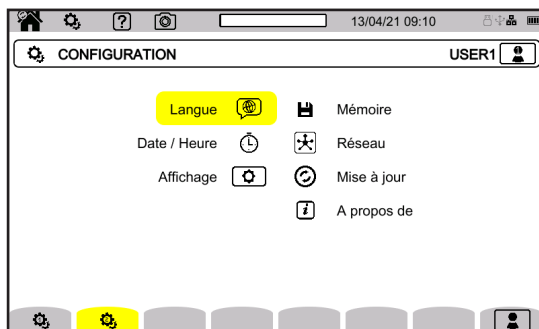 13/04/21 09:10
CONFIGURATION
USER1
Langue
Date / Heure
Affichage
Mémoire
Réseau
Mise à jour
A propos de